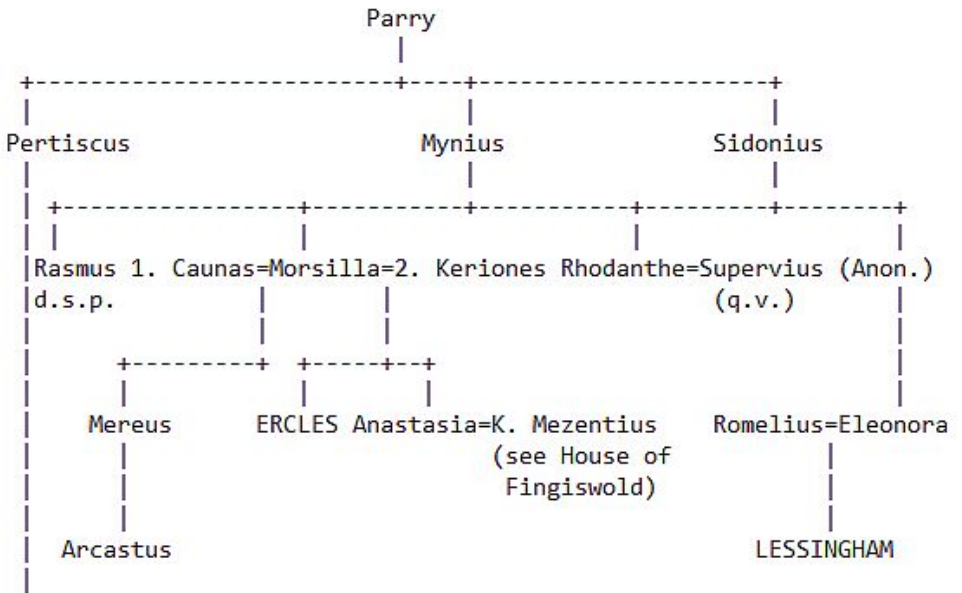 Parry
Pertiscus Mynius Sidonius
Rasmus 1. Caunas=Morsilla=2. Keriones Rhodanthe=Supervius (Anon.)
d.s.p. (q.v.)
Mereus ERCLES Anastasia=K. Mezentius Romelius=Eleonora
(see House of
Fingiswold)
Arcastus LESSINGHAM